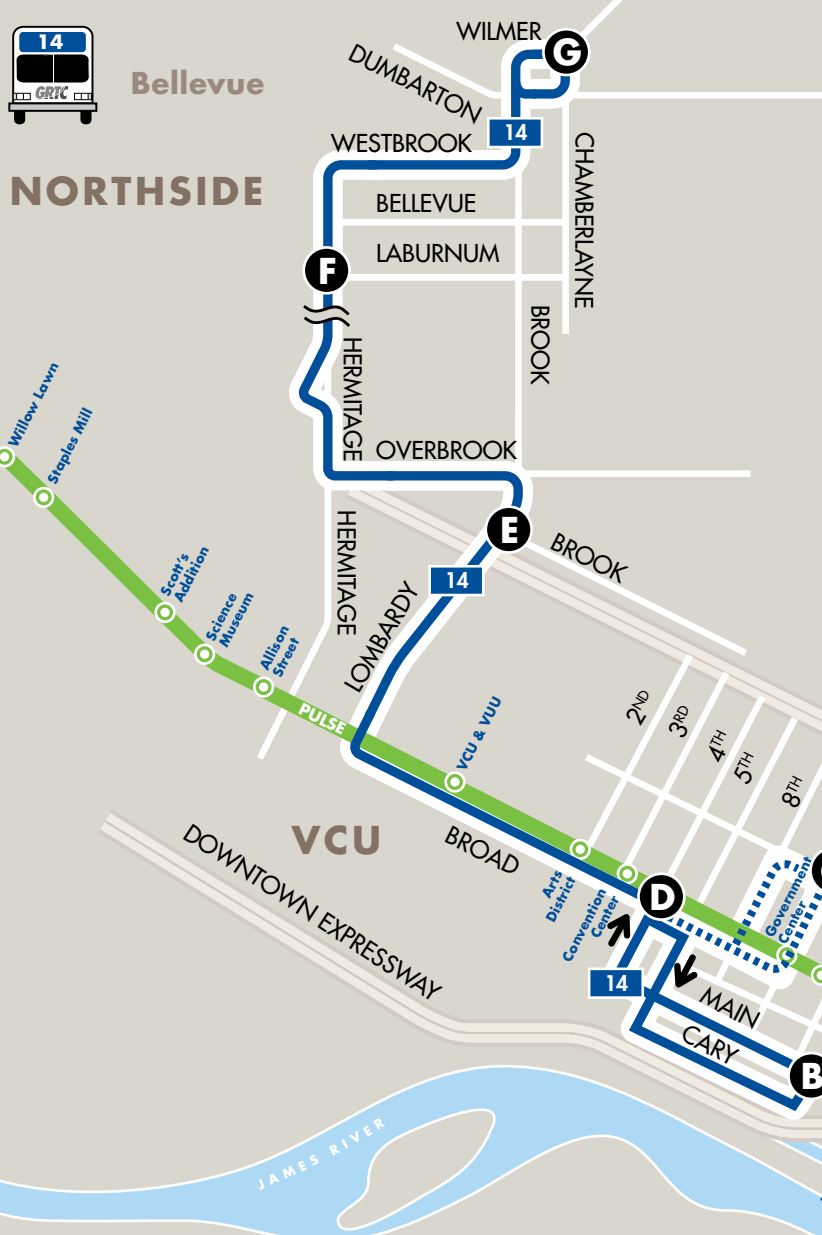 14
GRTC
Bellevue
NORTHSIDE
WILMER
G
DUMBARTON
14
WESTBROOK
CHAMBERLAYNE
BELLEVUE
LABURNUM
F
BROOK
HERMITAGE
OVERBROOK
Willow Lawn
Staples Mill
HERMITAGE
E
BROOK
14
Scott's
Addition
Science
Museum
LOMBARDY
Allison
Street
PULSE
VCU & VUU
2ND
3RD
4TH
5TH
8TH
VCU
BROAD
DOWNTOWN EXPRESSWAY
Arts
District
Convention
Center
D
Government
Center
14
MAIN
CARY
B
JAMES RIVER